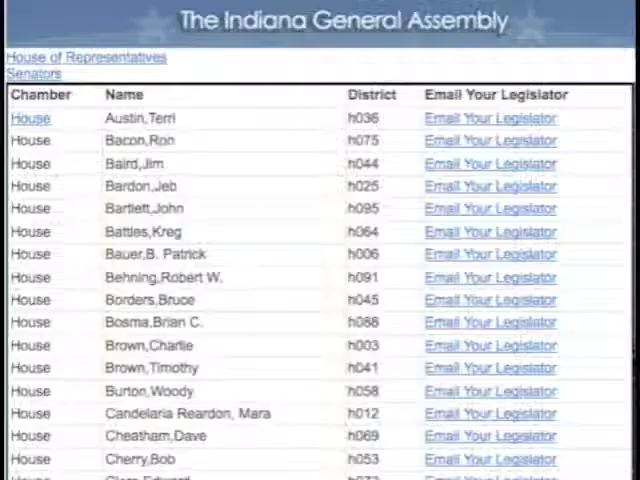 The Indiana General Assembly
House of Representatives
Senators
Chamber Name District Email Your Legislator
House Austin,Terri h036 Email Your Legislator
House Bacon,Ron h075 Email Your Legislator
House Baird,Jim h044 Email Your Legislator
House Bardon,Jeb h025 Email Your Legislator
House Bartlett,John h095 Email Your Legislator
House Battles,Kreg h064 Email Your Legislator
House Bauer,B. Patrick h006 Email Your Legislator
House Behning,Robert W. h091 Email Your Legislator
House Borders,Bruce h045 Email Your Legislator
House Bosma,Brian C. h088 Email Your Legislator
House Brown,Charlie h003 Email Your Legislator
House Brown,Timothy h041 Email Your Legislator
House Burton,Woody h058 Email Your Legislator
House Candelaria Reardon, Mara h012 Email Your Legislator
House Cheatham,Dave h069 Email Your Legislator
House Cherry,Bob h053 Email Your Legislator